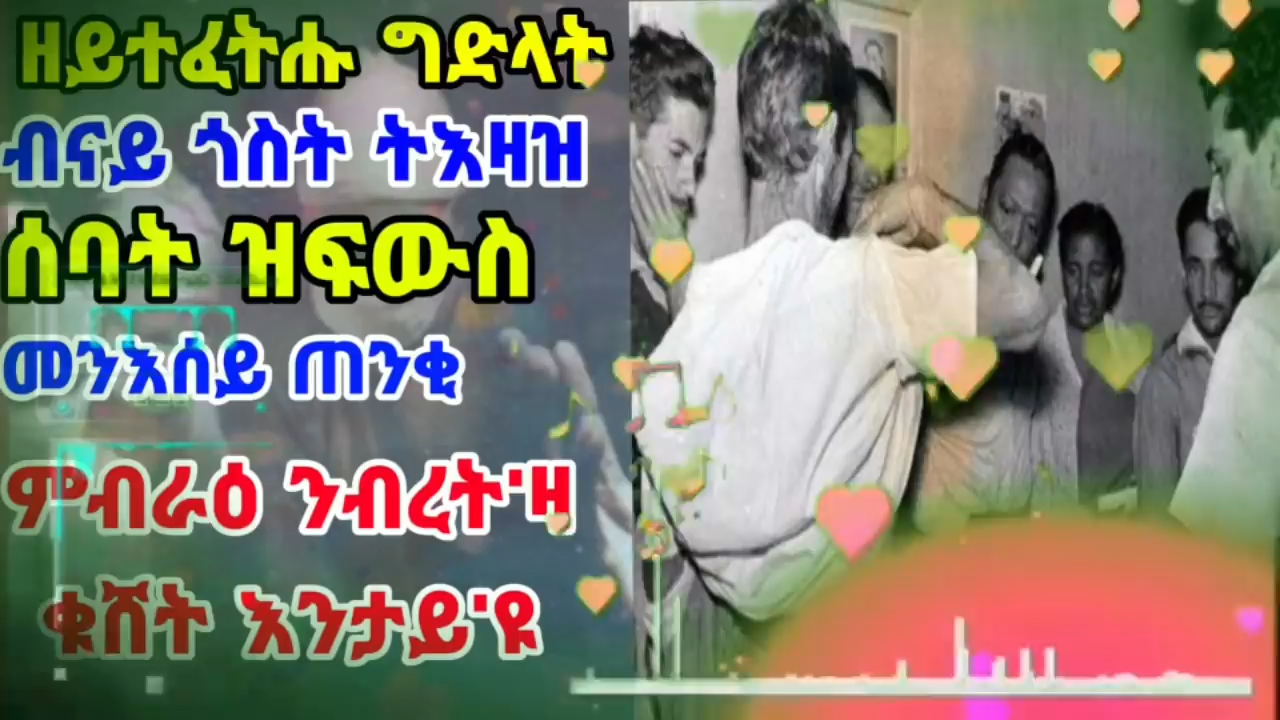 ዘይተፈትሑ ግድላት
ብናይ ጎስት ትእዛዝ
ሰባት ዝፍውስ
መንእሰይ ጠንቂ
ምብራዕ ንብረት'ዛ
ቁሸት እንታይ'ዩ